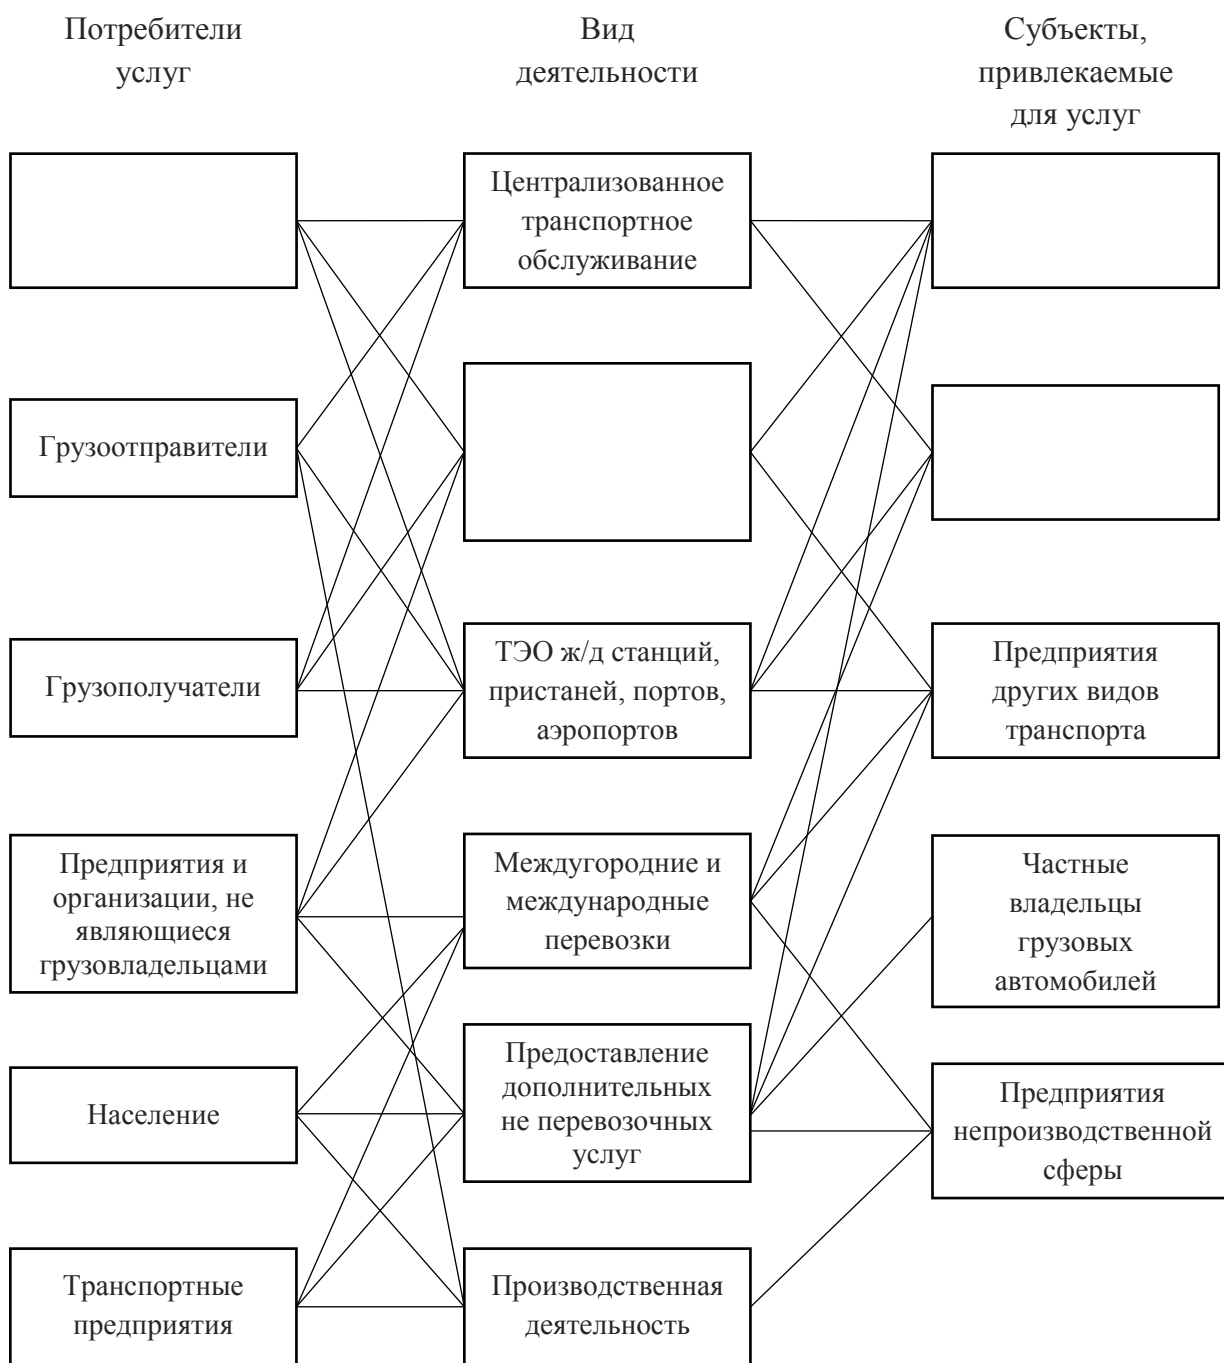 Потребители
услуг
Вид
деятельности
Субъекты,
привлекаемые
для услуг
Централизованное
транспортное
обслуживание
Грузоотправители
Грузополучатели
ТЭО ж/д станций,
пристаней, портов,
аэропортов
Предприятия
других видов
транспорта
Предприятия и
организации, не
являющиеся
грузовладельцами
Междугородние и
международные
перевозки
Частные
владельцы
грузовых
автомобилей
Население
Предоставление
дополнительных
не перевозочных
услуг
Предприятия
непроизводственной
сферы
Транспортные
предприятия
Производственная
деятельность